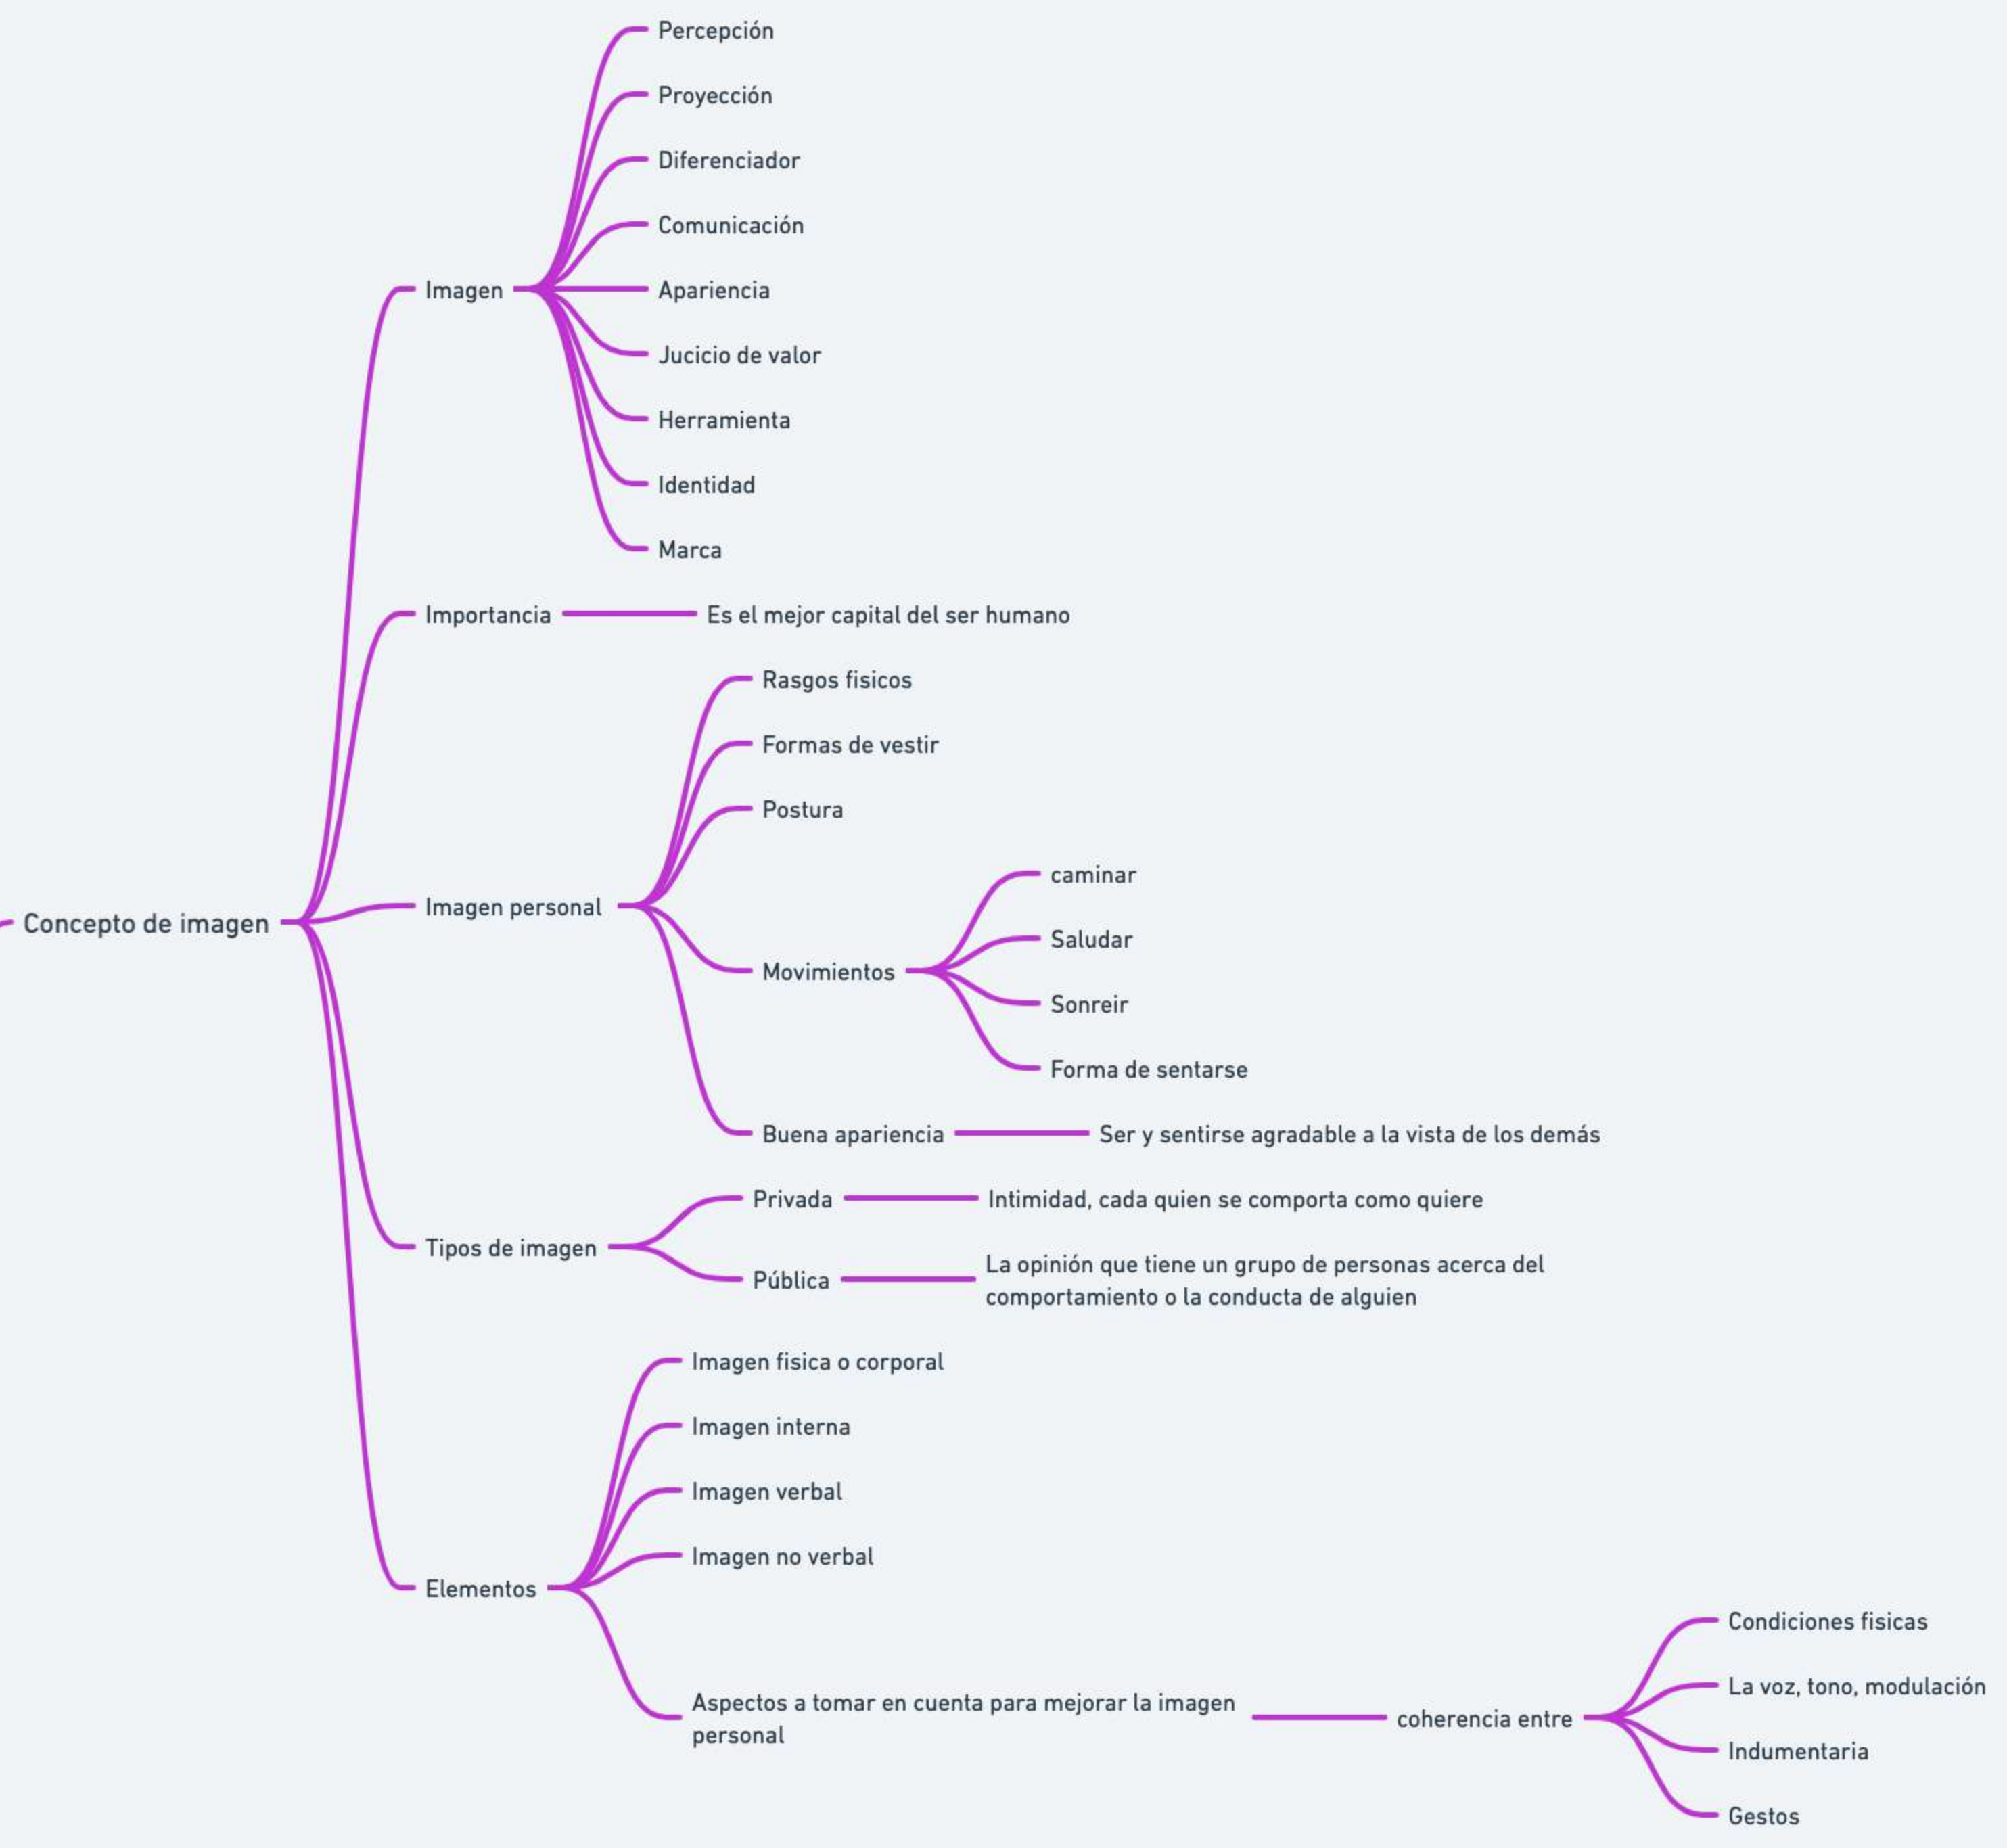 Percepción
Proyección
Diferenciador
Comunicación
Imagen
Apariencia
Jucicio de valor
Herramienta
Identidad
Marca
Importancia
Es el mejor capital del ser humano
Rasgos fisicos
Formas de vestir
Postura
caminar
Concepto de imagen
Imagen personal
Saludar
Movimientos
Sonreir
Forma de sentarse
Buena apariencia
Ser y sentirse agradable a la vista de los demás
Privada
Intimidad, cada quien se comporta como quiere
Tipos de imagen
Pública
La opinión que tiene un grupo de personas acerca del
comportamiento o la conducta de alguien
Imagen fisica o corporal
Imagen interna
Imagen verbal
Imagen no verbal
Elementos
Aspectos a tomar en cuenta para mejorar la imagen
personal
coherencia entre
Condiciones fisicas
La voz, tono, modulación
Indumentaria
Gestos